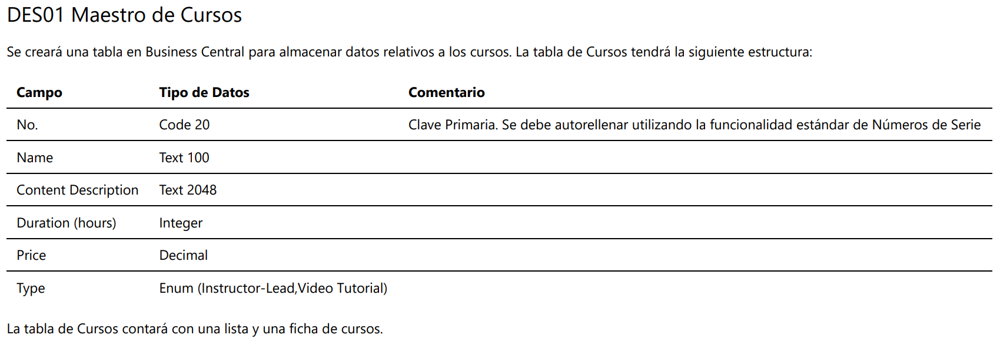 DES01 Maestro de Cursos
Se creará una tabla en Business Central para almacenar datos relativos a los cursos. La tabla de Cursos tendrá la siguiente estructura:
Campo Tipo de Datos Comentario
No. Code 20 Clave Primaria. Se debe autorellenar utilizando la funcionalidad estándar de Números de Serie
Name Text 100
Content Description Text 2048
Duration (hours) Integer
Price Decimal
Type Enum (Instructor-Lead,Video Tutorial)
La tabla de Cursos contará con una lista y una ficha de cursos.